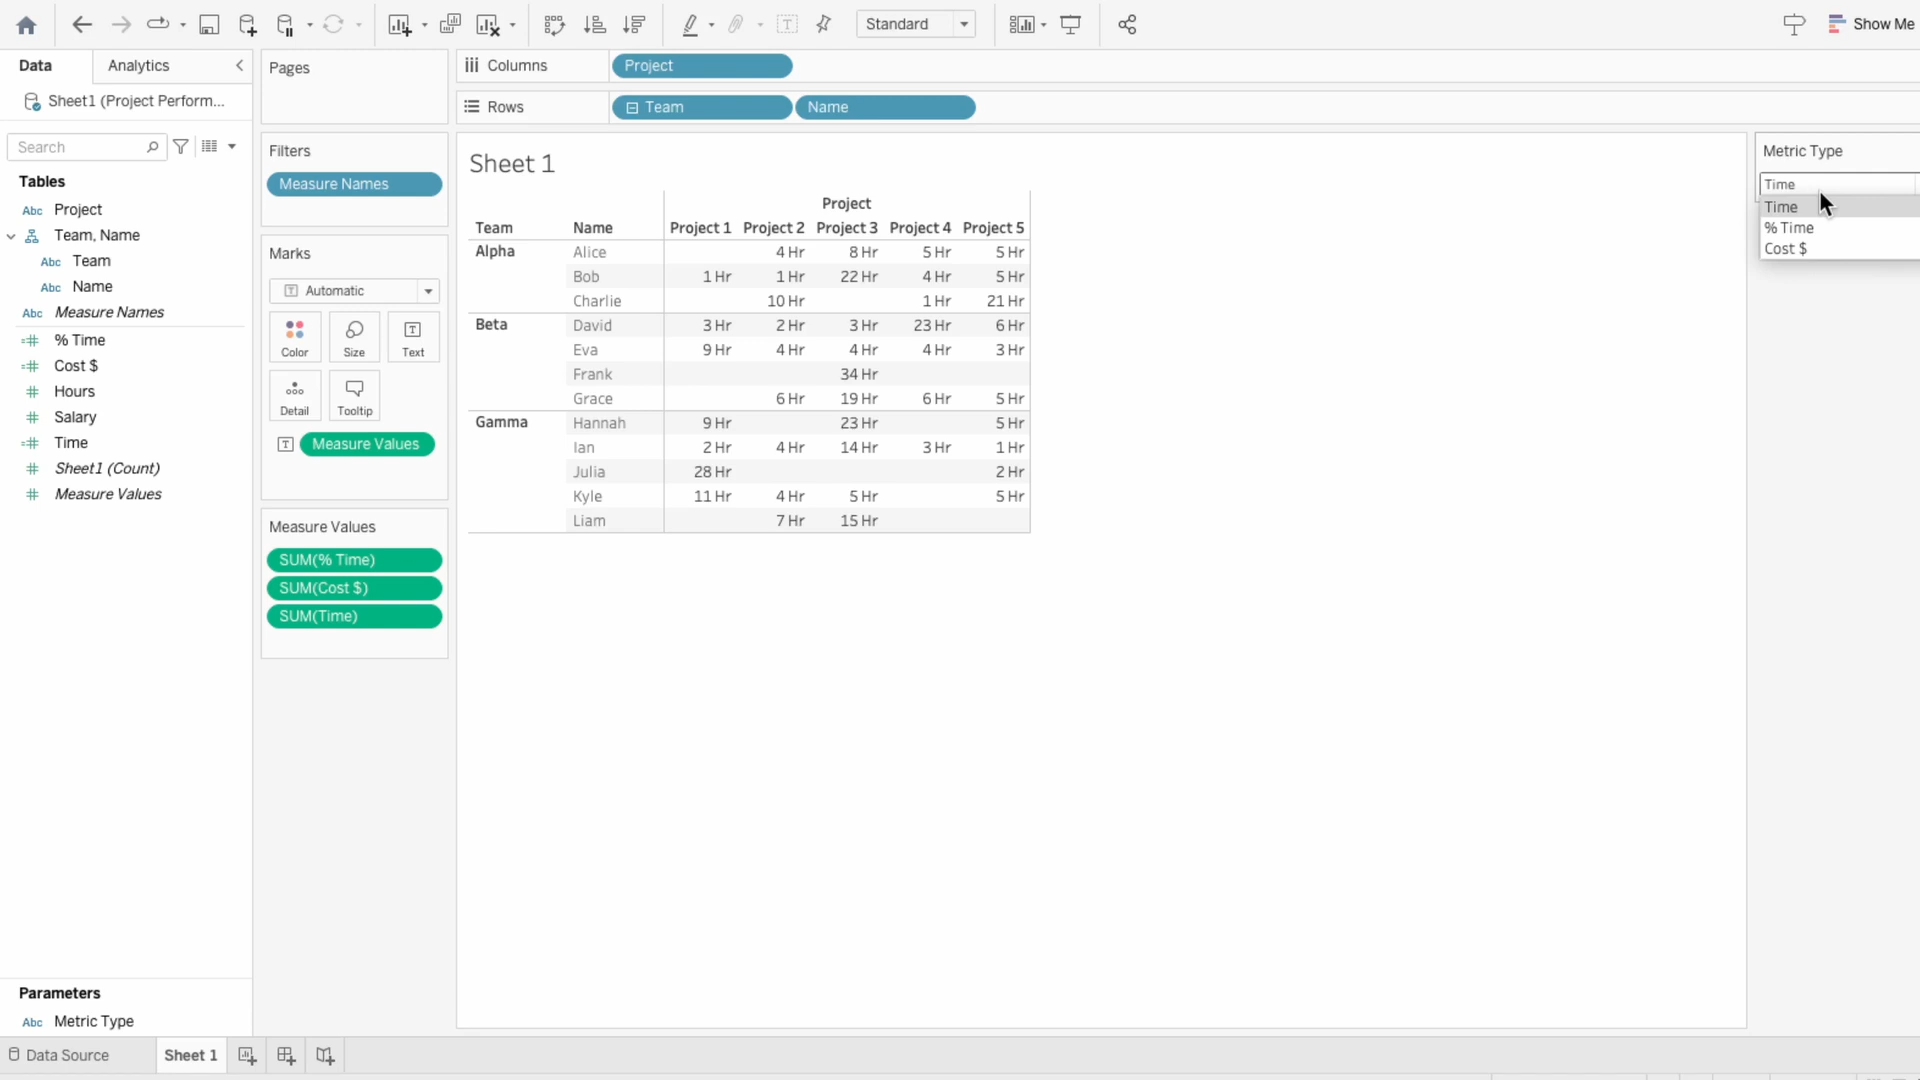 Standard
Show Me
Data
Analytics
Sheet1 (Project Perform...
Search
Tables
Abc Project
Team, Name
Abc Team
Abc Name
Abc Measure Names
% Time
Cost $
Hours
Salary
Time
Sheet1 (Count)
Measure Values
Parameters
Abc Metric Type
Pages
Filters
Measure Names
Marks
Automatic
Color Size Text
Detail Tooltip
Measure Values
Measure Values
SUM(% Time)
SUM(Cost $)
SUM(Time)
Columns Project
Rows Team Name
Sheet 1
Project
Team Name Project 1 Project 2 Project 3 Project 4 Project 5
Alpha Alice 4 Hr 8 Hr 5 Hr 5 Hr
Bob 1 Hr 1 Hr 22 Hr 4 Hr 5 Hr
Charlie 10 Hr 1 Hr 21 Hr
Beta David 3 Hr 2 Hr 3 Hr 23 Hr 6 Hr
Eva 9 Hr 4 Hr 4 Hr 4 Hr 3 Hr
Frank 34 Hr
Grace 6 Hr 19 Hr 6 Hr 5 Hr
Gamma Hannah 9 Hr 23 Hr 5 Hr
Ian 2 Hr 4 Hr 14 Hr 3 Hr 1 Hr
Julia 28 Hr 2 Hr
Kyle 11 Hr 4 Hr 5 Hr 5 Hr
Liam 7 Hr 15 Hr
Metric Type
Time
Time
% Time
Cost $
Data Source
Sheet 1